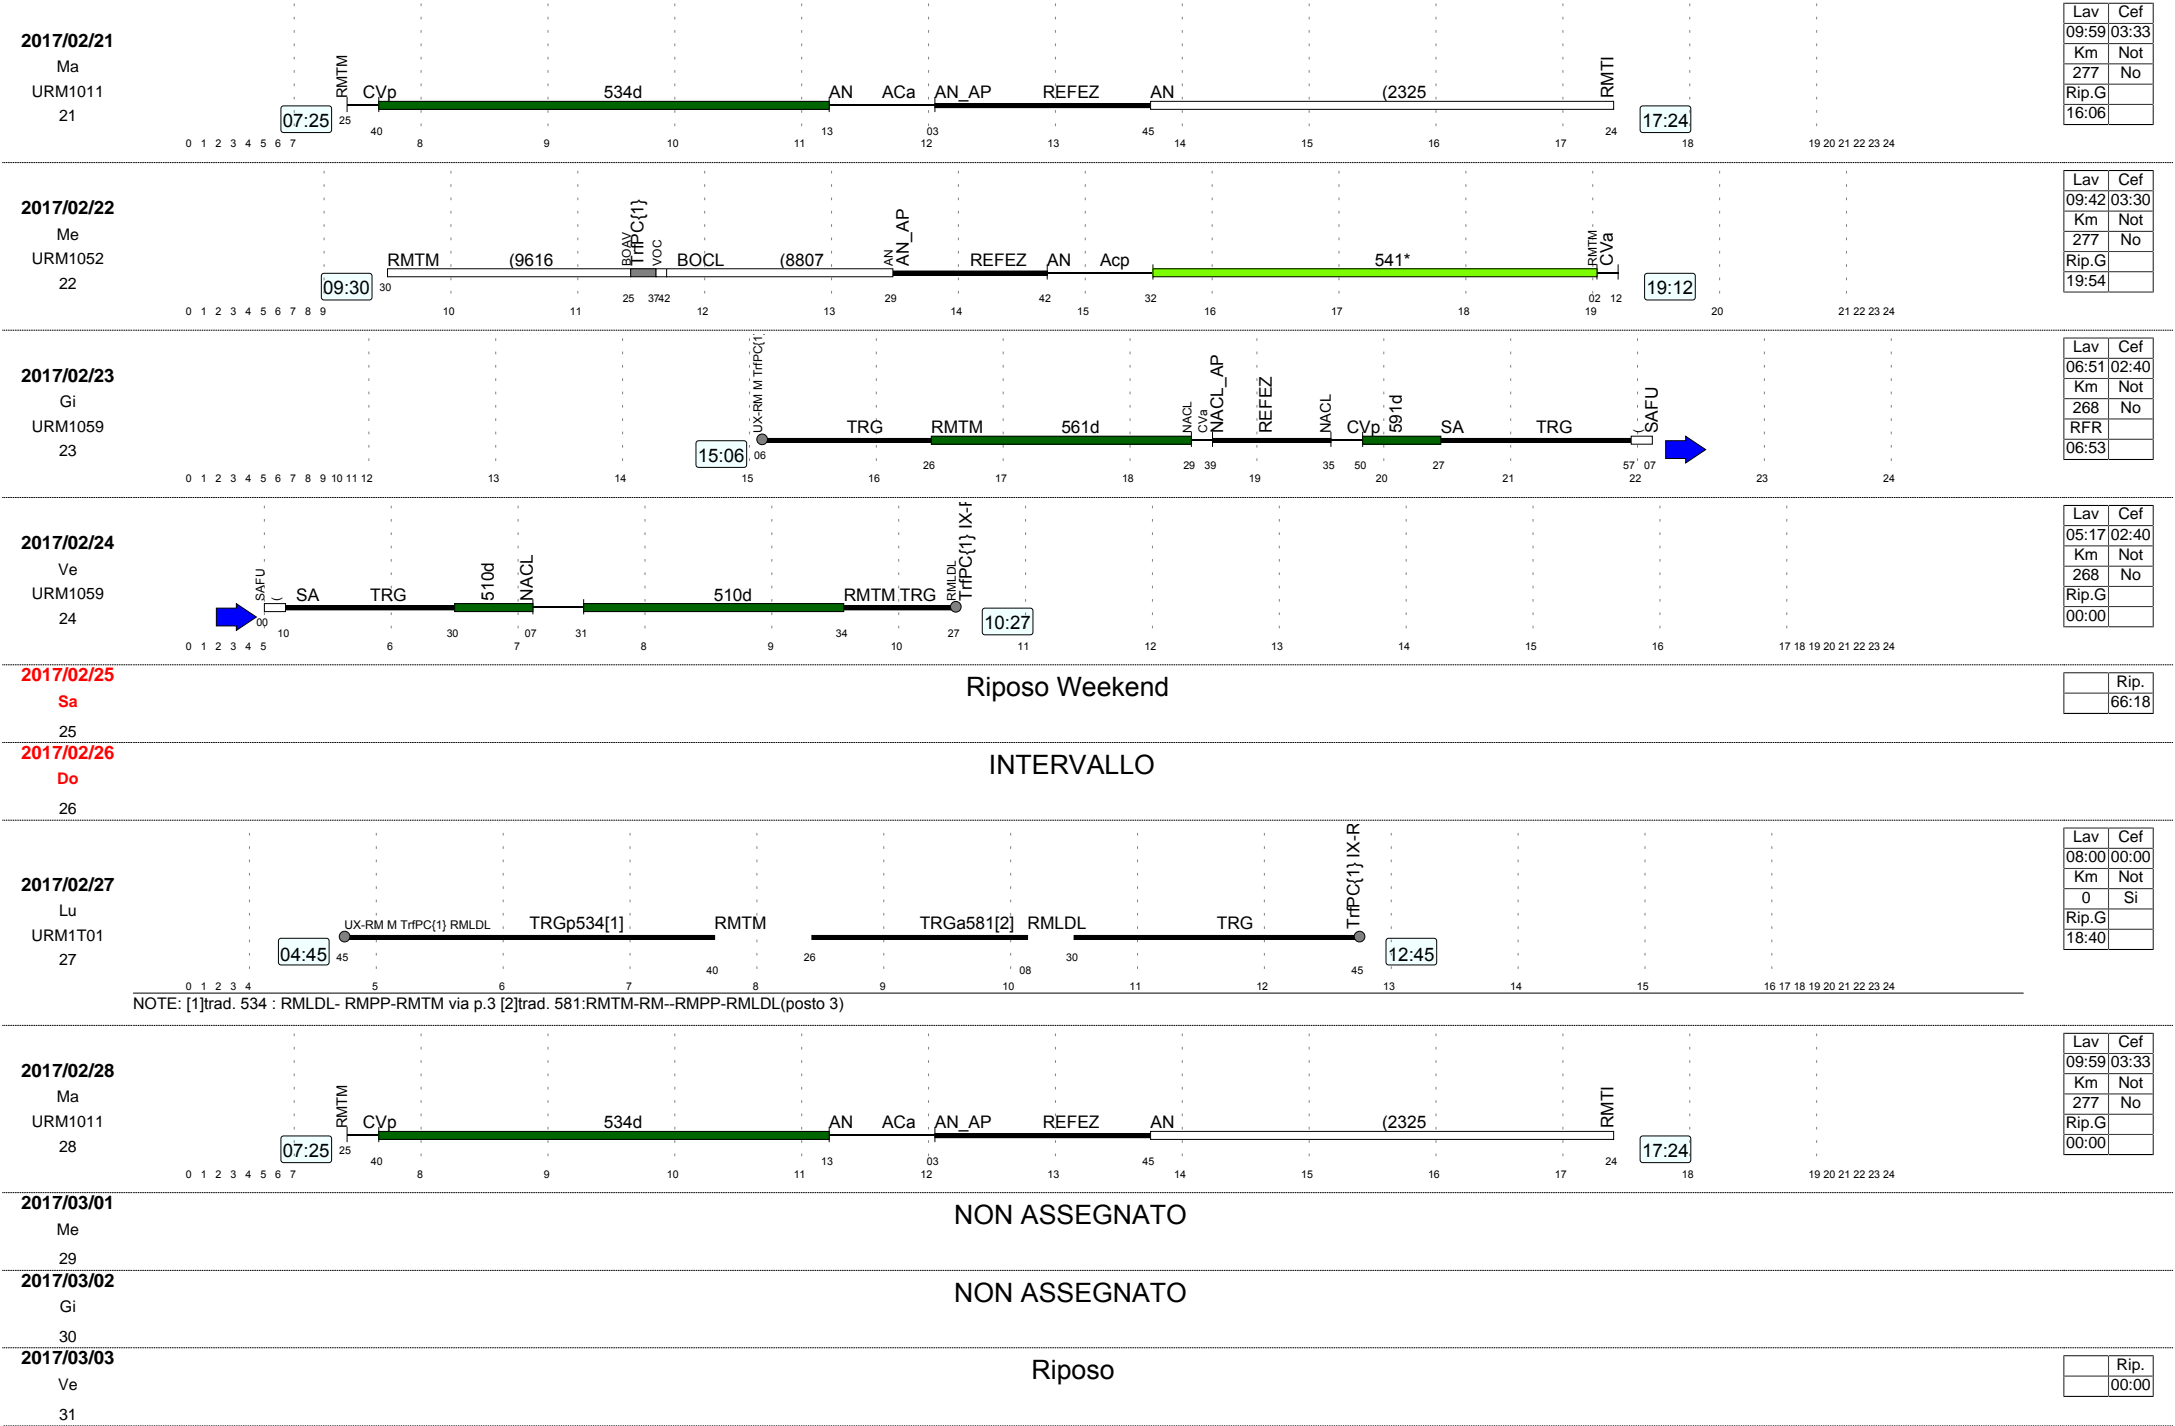 2017/02/21
Ma
URM1011
21
07:25
RMTM CVp 534d AN ACa AN_AP REFEZ AN (2325 RMTI
25 40 13 03 45 24
17:24
0 1 2 3 4 5 6 7 8 9 10 11 12 13 14 15 16 17 18 19 20 21 22 23 24
Lav Cef
09:59 03:33
Km Not
277 No
Rip.G
16:06
2017/02/22
Me
URM1052
22
09:30
RMTM (9616 BOAV TrfPC{1} VOC BOCL (8807 AN AN_AP REFEZ AN Acp 541* RMTM CVa
30 25 37 42 29 42 32 02 12
19:12
0 1 2 3 4 5 6 7 8 9 10 11 12 13 14 15 16 17 18 19 20 21 22 23 24
Lav Cef
09:42 03:30
Km Not
277 No
Rip.G
19:54
2017/02/23
Gi
URM1059
23
15:06
UX-RM M TrfPC{1 TRG RMTM 561d NACL CVa NACL_AP REFEZ NACL CVp 591d SA TRG ( SAFU
06 26 29 39 35 50 27 57 07
0 1 2 3 4 5 6 7 8 9 10 11 12 13 14 15 16 17 18 19 20 21 22 23 24
Lav Cef
06:51 02:40
Km Not
268 No
RFR
06:53
2017/02/24
Ve
URM1059
24
SAFU ( SA TRG 510d NACL 510d RMTM TRG RMLDL TrfPC{1} IX-
00 10 30 07 31 34 27
10:27
0 1 2 3 4 5 6 7 8 9 10 11 12 13 14 15 16 17 18 19 20 21 22 23 24
Lav Cef
05:17 02:40
Km Not
268 No
Rip.G
00:00
2017/02/25
Sa
25
Riposo Weekend
Rip.
66:18
2017/02/26
Do
26
INTERVALLO
2017/02/27
Lu
URM1T01
27
04:45
UX-RM M TrfPC{1} RMLDL TRGp534[1] RMTM TRGa581[2] RMLDL TRG TrfPC{1} IX-R
45 40 26 08 30 45
12:45
0 1 2 3 4 5 6 7 8 9 10 11 12 13 14 15 16 17 18 19 20 21 22 23 24
NOTE: [1]trad. 534 : RMLDL- RMPP-RMTM via p.3 [2]trad. 581:RMTM-RM--RMPP-RMLDL(posto 3)
Lav Cef
08:00 00:00
Km Not
0 Si
Rip.G
18:40
2017/02/28
Ma
URM1011
28
07:25
RMTM CVp 534d AN ACa AN_AP REFEZ AN (2325 RMTI
25 40 13 03 45 24
17:24
0 1 2 3 4 5 6 7 8 9 10 11 12 13 14 15 16 17 18 19 20 21 22 23 24
Lav Cef
09:59 03:33
Km Not
277 No
Rip.G
00:00
2017/03/01
Me
29
NON ASSEGNATO
2017/03/02
Gi
30
NON ASSEGNATO
2017/03/03
Ve
31
Riposo
Rip.
00:00